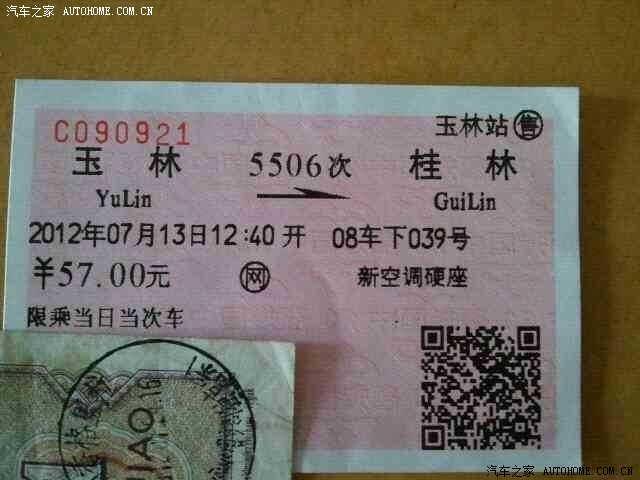 汽车之家 AUTOHOME.COM.CN
C090921
玉林站 售
玉林 5506次 桂林
YuLin GuiLin
2012年07月13日12:40开 08车下039号
￥57.00元 网 新空调硬座
限乘当日当次车
汽车之家 AUTOHOME.COM.CN